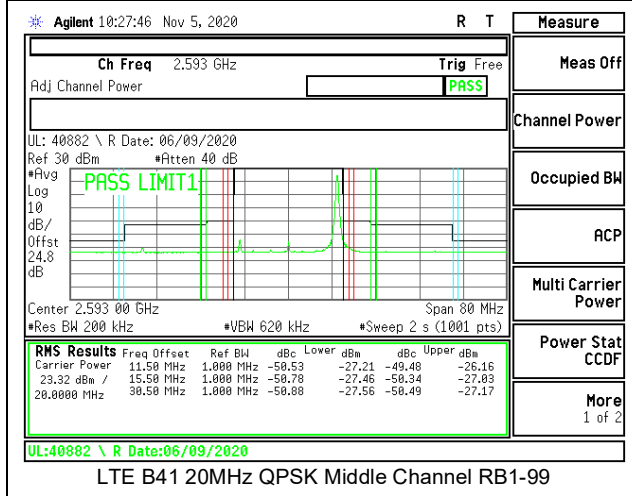 Agilent 10:27:46 Nov 5, 2020 R T
Measure
Ch Freq 2.593 GHz Trig Free
Adj Channel Power PASS
Meas Off
Channel Power
Occupied BW
ACP
Multi Carrier
Power
Power Stat
CCDF
More
1 of 2
UL: 40882 \ R Date: 06/09/2020
Ref 30 dBm #Atten 40 dB
#Avg
Log
10
dB/
Offst
24.8
dB
PASS LIMIT1
Center 2.593 00 GHz Span 80 MHz
#Res BW 200 kHz #VBW 620 kHz #Sweep 2 s (1001 pts)
RMS Results Freq Offset Ref BW dBc Lower dBm dBc Upper dBm
Carrier Power 11.50 MHz 1.000 MHz -50.53 -27.21 -49.48 -26.16
23.32 dBm / 15.50 MHz 1.000 MHz -50.78 -27.46 -50.34 -27.03
20.0000 MHz 30.50 MHz 1.000 MHz -50.88 -27.56 -50.49 -27.17
UL:40882 \ R Date:06/09/2020
LTE B41 20MHz QPSK Middle Channel RB1-99